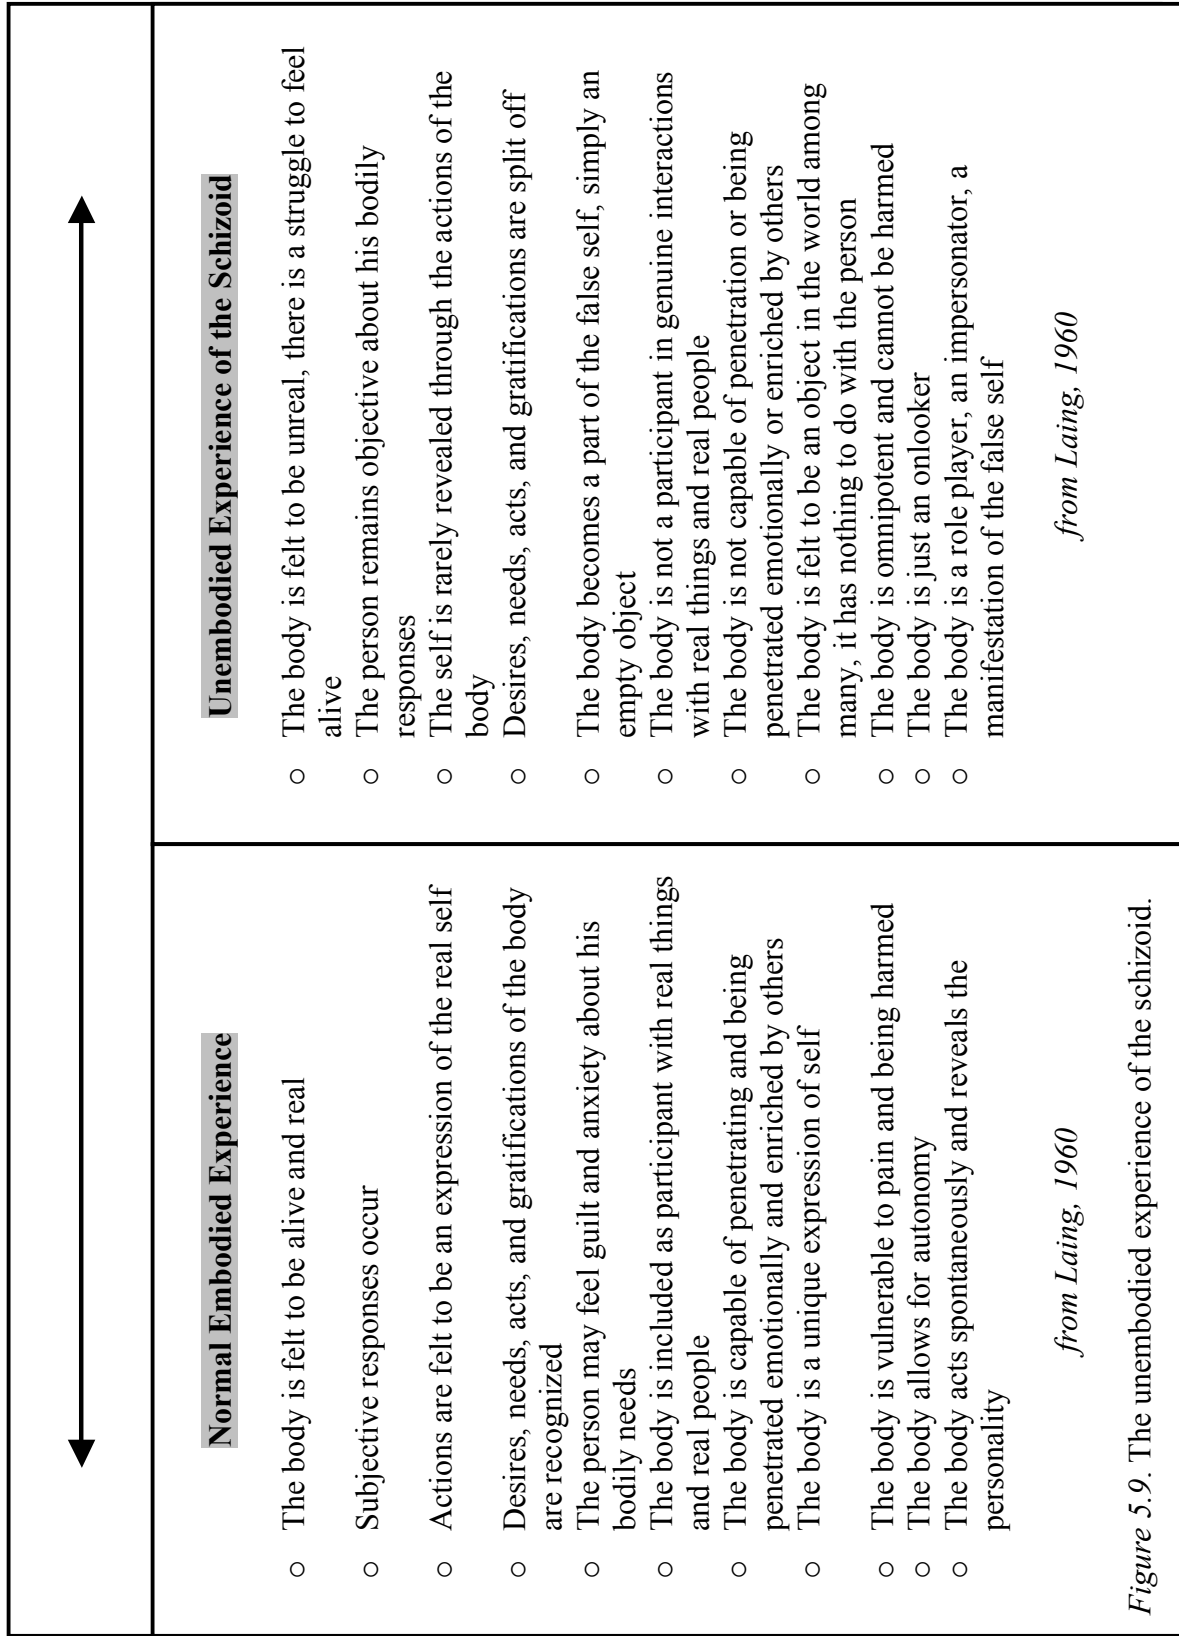 Normal Embodied Experience
○ The body is felt to be alive and real
○ Subjective responses occur
○ Actions are felt to be an expression of the real self
○ Desires, needs, acts, and gratifications of the body
are recognized
○ The person may feel guilt and anxiety about his
bodily needs
○ The body is included as participant with real things
and real people
○ The body is capable of penetrating and being
penetrated emotionally and enriched by others
○ The body is a unique expression of self
○ The body is vulnerable to pain and being harmed
○ The body allows for autonomy
○ The body acts spontaneously and reveals the
personality
from Laing, 1960
Unembodied Experience of the Schizoid
○ The body is felt to be unreal, there is a struggle to feel
alive
○ The person remains objective about his bodily
responses
○ The self is rarely revealed through the actions of the
body
○ Desires, needs, acts, and gratifications are split off
○ The body becomes a part of the false self, simply an
empty object
○ The body is not a participant in genuine interactions
with real things and real people
○ The body is not capable of penetration or being
penetrated emotionally or enriched by others
○ The body is felt to be an object in the world among
many, it has nothing to do with the person
○ The body is omnipotent and cannot be harmed
○ The body is just an onlooker
○ The body is a role player, an impersonator, a
manifestation of the false self
from Laing, 1960
Figure 5.9. The unembodied experience of the schizoid.